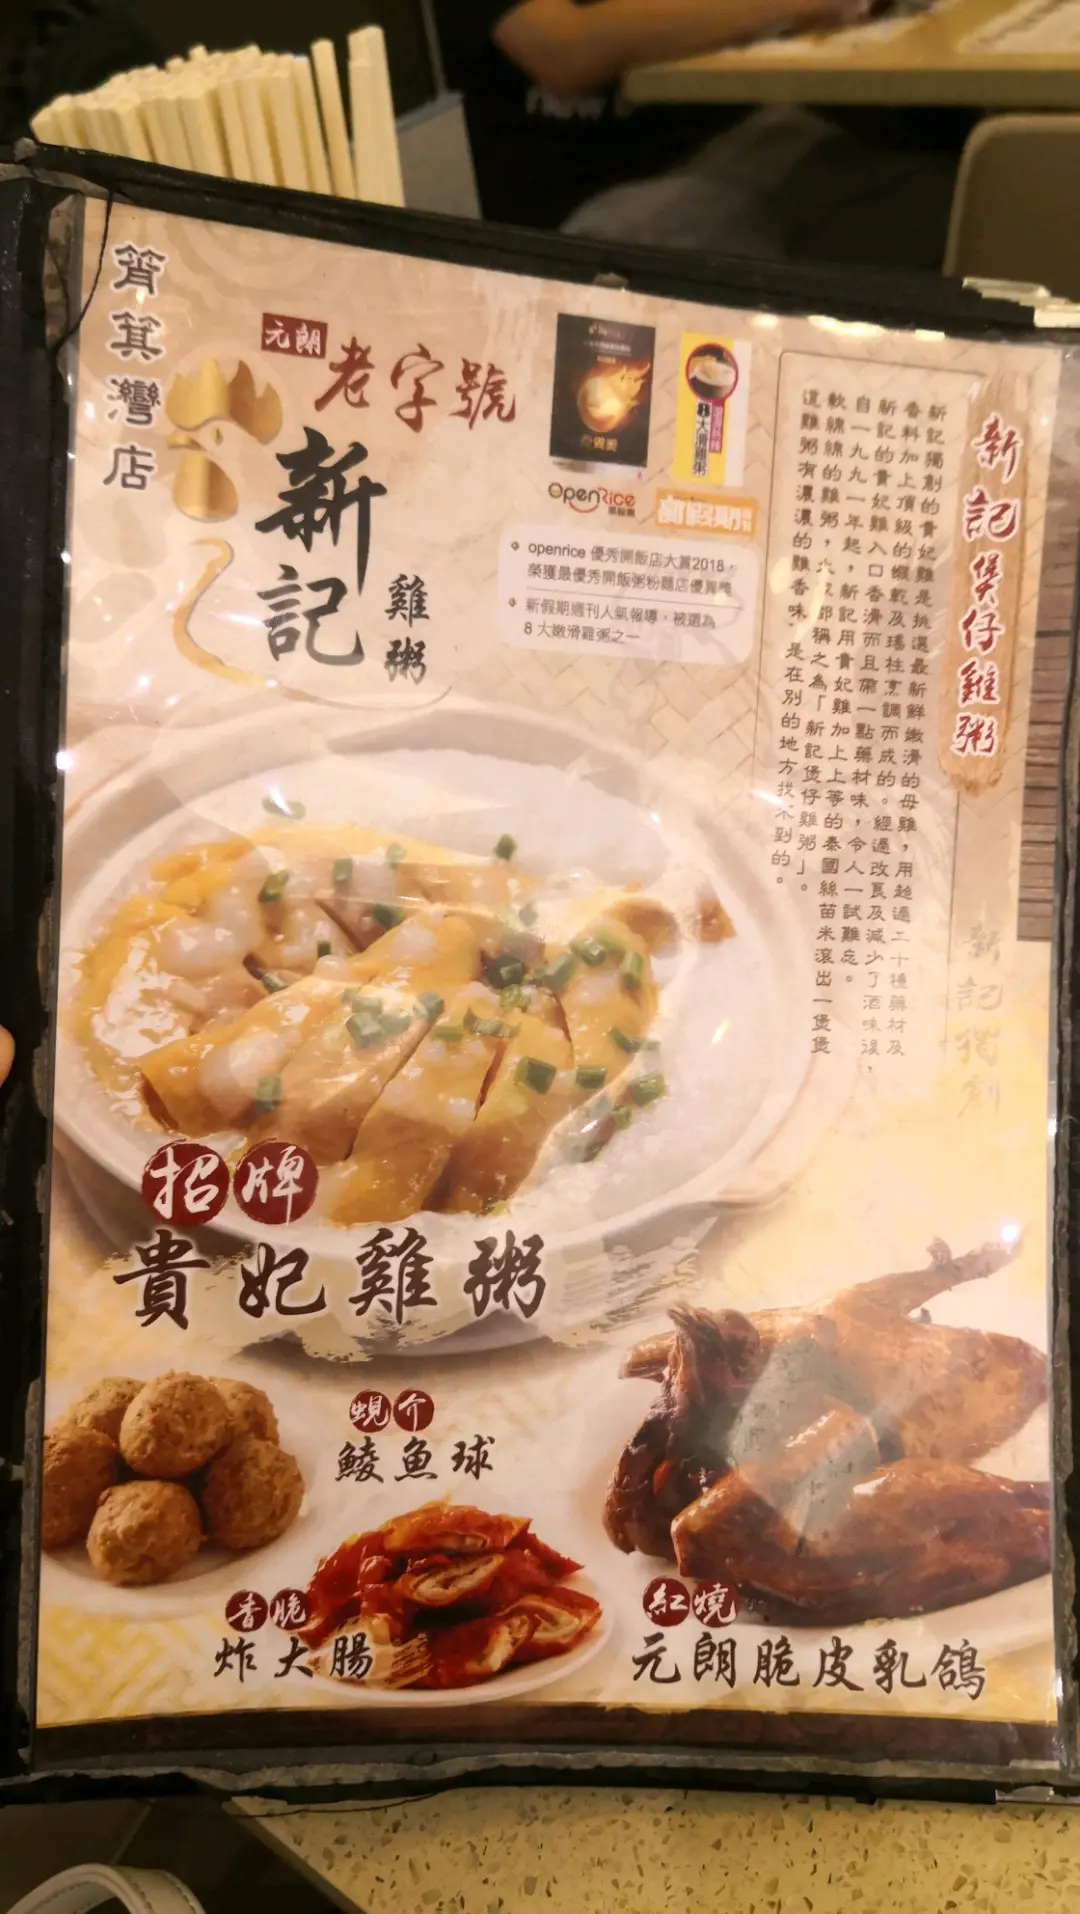 筲箕灣店
元朗
老字號
新記
雞粥
OpenRice
開飯喇
新假期
8大滑雞粥
openrice 優秀開飯店大賞2018，
榮獲最優秀開飯粥粉麵店優異獎
新假期週刊人氣報導，被選為
8 大嫩滑雞粥之一
新記煲仔雞粥
新記獨創的貴妃雞是挑選最新鮮嫩滑的母雞，用超過二十種藥材及
香料加上頂級的蝦乾及瑤柱烹調而成的。經過改良及減少了酒味後，
新記的貴妃雞入口香滑而且帶一點藥材味，令人一試難忘。
自一九九一年起，新記用貴妃雞加上上等的泰國絲苗米滾出一煲煲
軟綿綿的雞粥，大家都稱之為「新記煲仔雞粥」。
這雞粥有濃濃的雞香味，是在別的地方找不到的。
新記獨創
招牌
貴妃雞粥
蜆介
鯪魚球
香脆
炸大腸
紅燒
元朗脆皮乳鴿